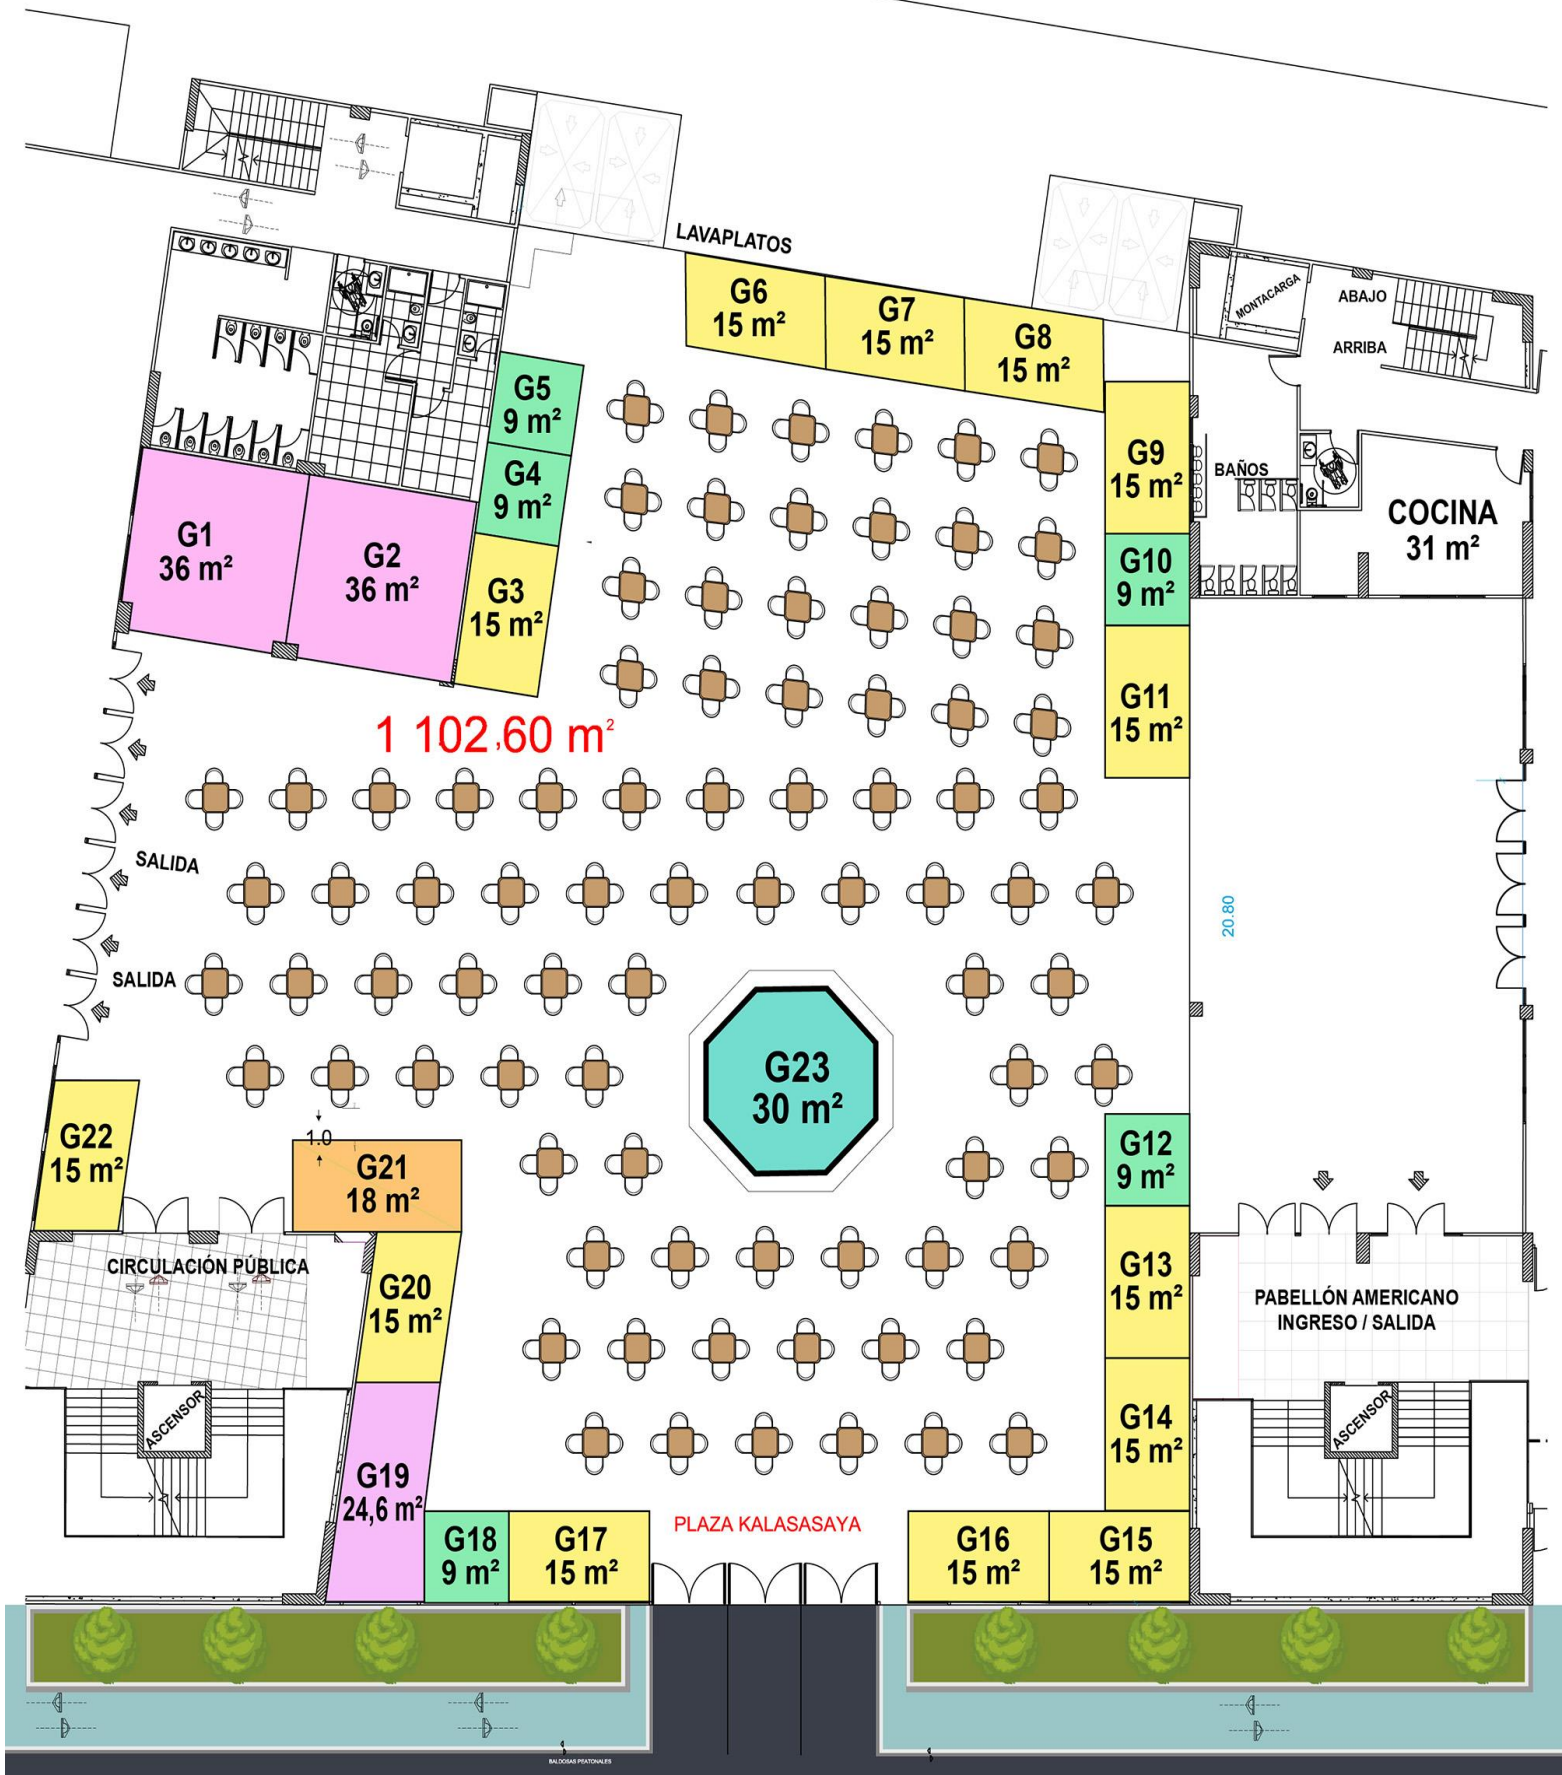 LAVAPLATOS
G6
15 m²
G7
15 m²
G8
15 m²
MONTACARGA
ABAJO
ARRIBA
G5
9 m²
G4
9 m²
G9
15 m²
BAÑOS
COCINA
31 m²
G1
36 m²
G2
36 m²
G3
15 m²
G10
9 m²
G11
15 m²
1 102,60 m²
SALIDA
SALIDA
20.80
G23
30 m²
G22
15 m²
1.0
G21
18 m²
G12
9 m²
CIRCULACIÓN PÚBLICA
G20
15 m²
G13
15 m²
PABELLÓN AMERICANO
INGRESO / SALIDA
ASCENSOR
G19
24,6 m²
G14
15 m²
ASCENSOR
G18
9 m²
G17
15 m²
PLAZA KALASASAYA
G16
15 m²
G15
15 m²
BALDOSAS PEATONALES